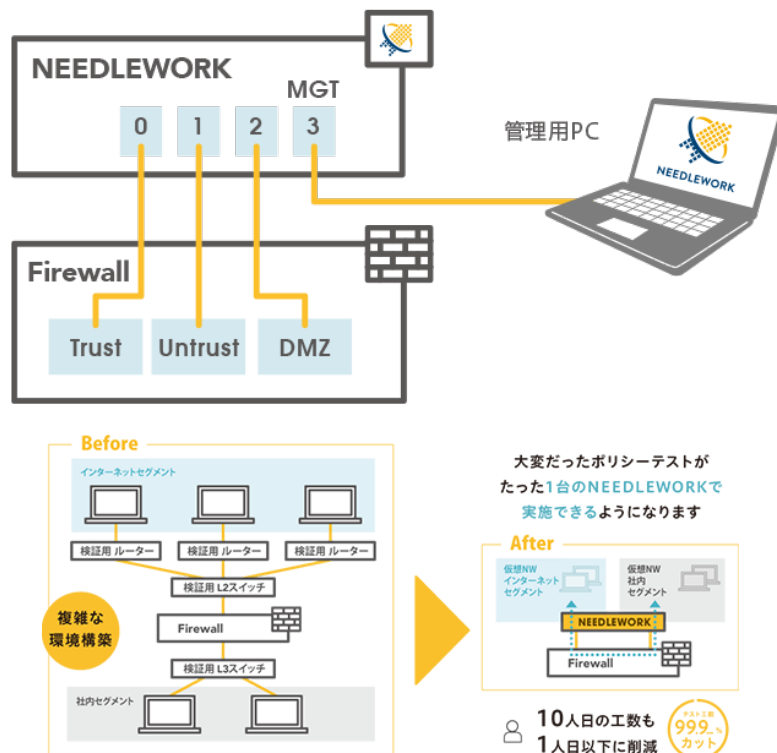 NEEDLEWORK
MGT
0 1 2 3
管理用PC
NEEDLEWORK
Firewall
Trust Untrust DMZ
Before
インターネットセグメント
検証用 ルーター 検証用 ルーター 検証用 ルーター
検証用 L2スイッチ
複雑な
環境構築
Firewall
検証用 L3スイッチ
社内セグメント
大変だったポリシーテストが
たった1台のNEEDLEWORKで
実施できるようになります
After
仮想NW
インターネット
セグメント
仮想NW
社内
セグメント
NEEDLEWORK
Firewall
10人日の工数も
1人日以下に削減
テスト工数
99.9...%
カット